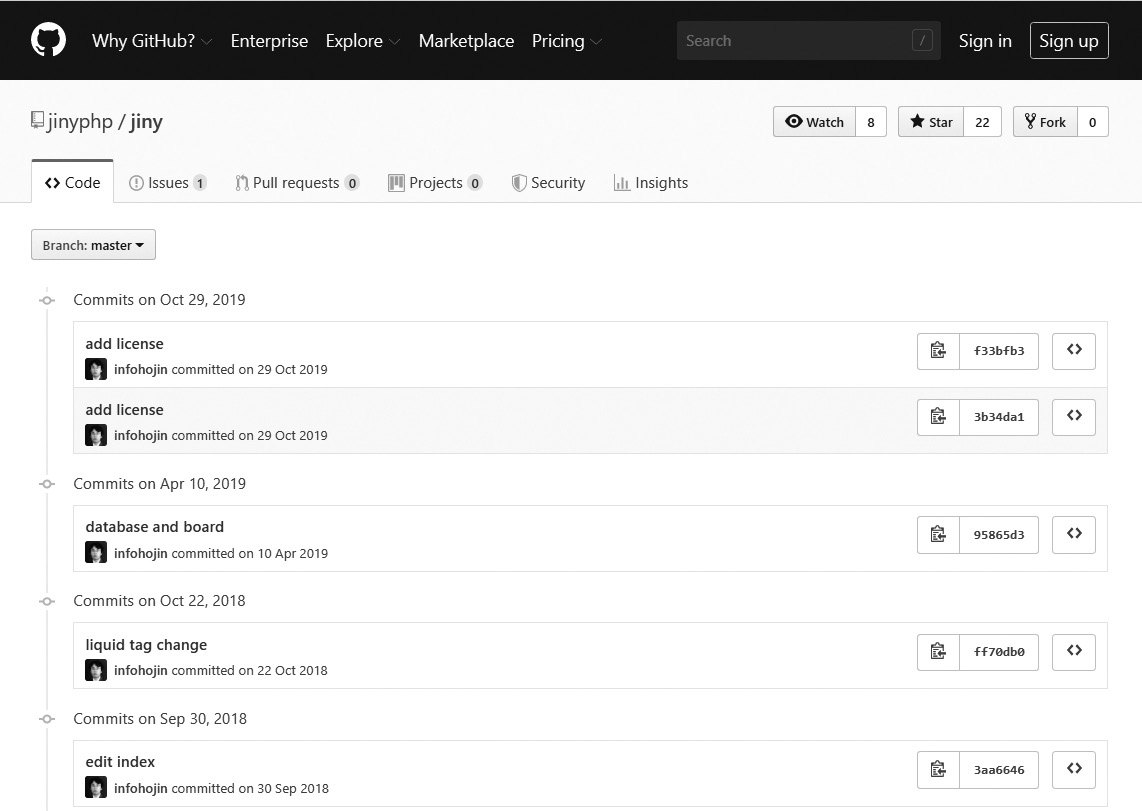 Why GitHub? Enterprise Explore Marketplace Pricing Search / Sign in Sign up
jinyphp / jiny Watch 8 Star 22 Fork 0
Code Issues 1 Pull requests 0 Projects 0 Security Insights
Branch: master
Commits on Oct 29, 2019
add license
infohojin committed on 29 Oct 2019
f33bfb3
add license
infohojin committed on 29 Oct 2019
3b34da1
Commits on Apr 10, 2019
database and board
infohojin committed on 10 Apr 2019
95865d3
Commits on Oct 22, 2018
liquid tag change
infohojin committed on 22 Oct 2018
ff70db0
Commits on Sep 30, 2018
edit index
infohojin committed on 30 Sep 2018
3aa6646